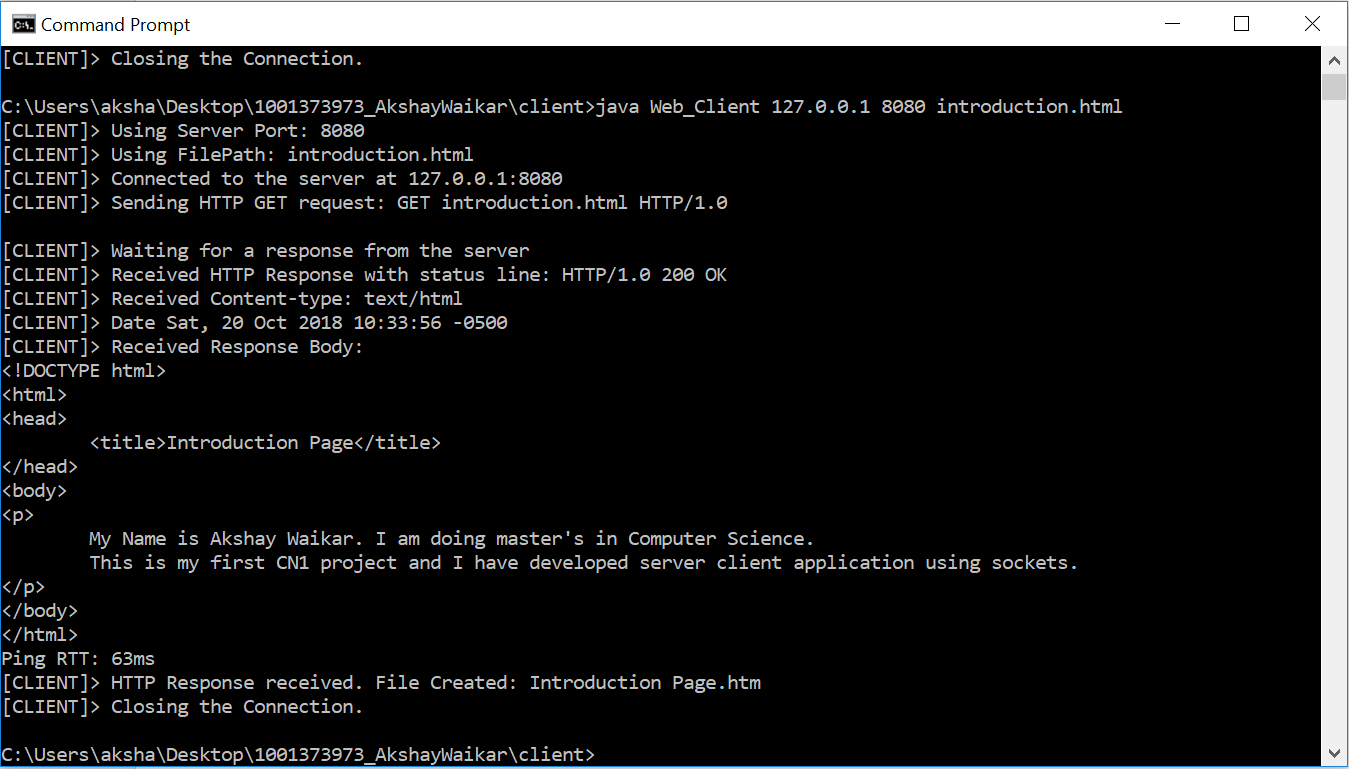 Command Prompt
[CLIENT]> Closing the Connection.
C:\Users\aksha\Desktop\1001373973_AkshayWaikar\client>java Web_Client 127.0.0.1 8080 introduction.html
[CLIENT]> Using Server Port: 8080
[CLIENT]> Using FilePath: introduction.html
[CLIENT]> Connected to the server at 127.0.0.1:8080
[CLIENT]> Sending HTTP GET request: GET introduction.html HTTP/1.0
[CLIENT]> Waiting for a response from the server
[CLIENT]> Received HTTP Response with status line: HTTP/1.0 200 OK
[CLIENT]> Received Content-type: text/html
[CLIENT]> Date Sat, 20 Oct 2018 10:33:56 -0500
[CLIENT]> Received Response Body:
<!DOCTYPE html>
<html>
<head>
        <title>Introduction Page</title>
</head>
<body>
<p>
        My Name is Akshay Waikar. I am doing master's in Computer Science.
        This is my first CN1 project and I have developed server client application using sockets.
</p>
</body>
</html>
Ping RTT: 63ms
[CLIENT]> HTTP Response received. File Created: Introduction Page.htm
[CLIENT]> Closing the Connection.
C:\Users\aksha\Desktop\1001373973_AkshayWaikar\client>